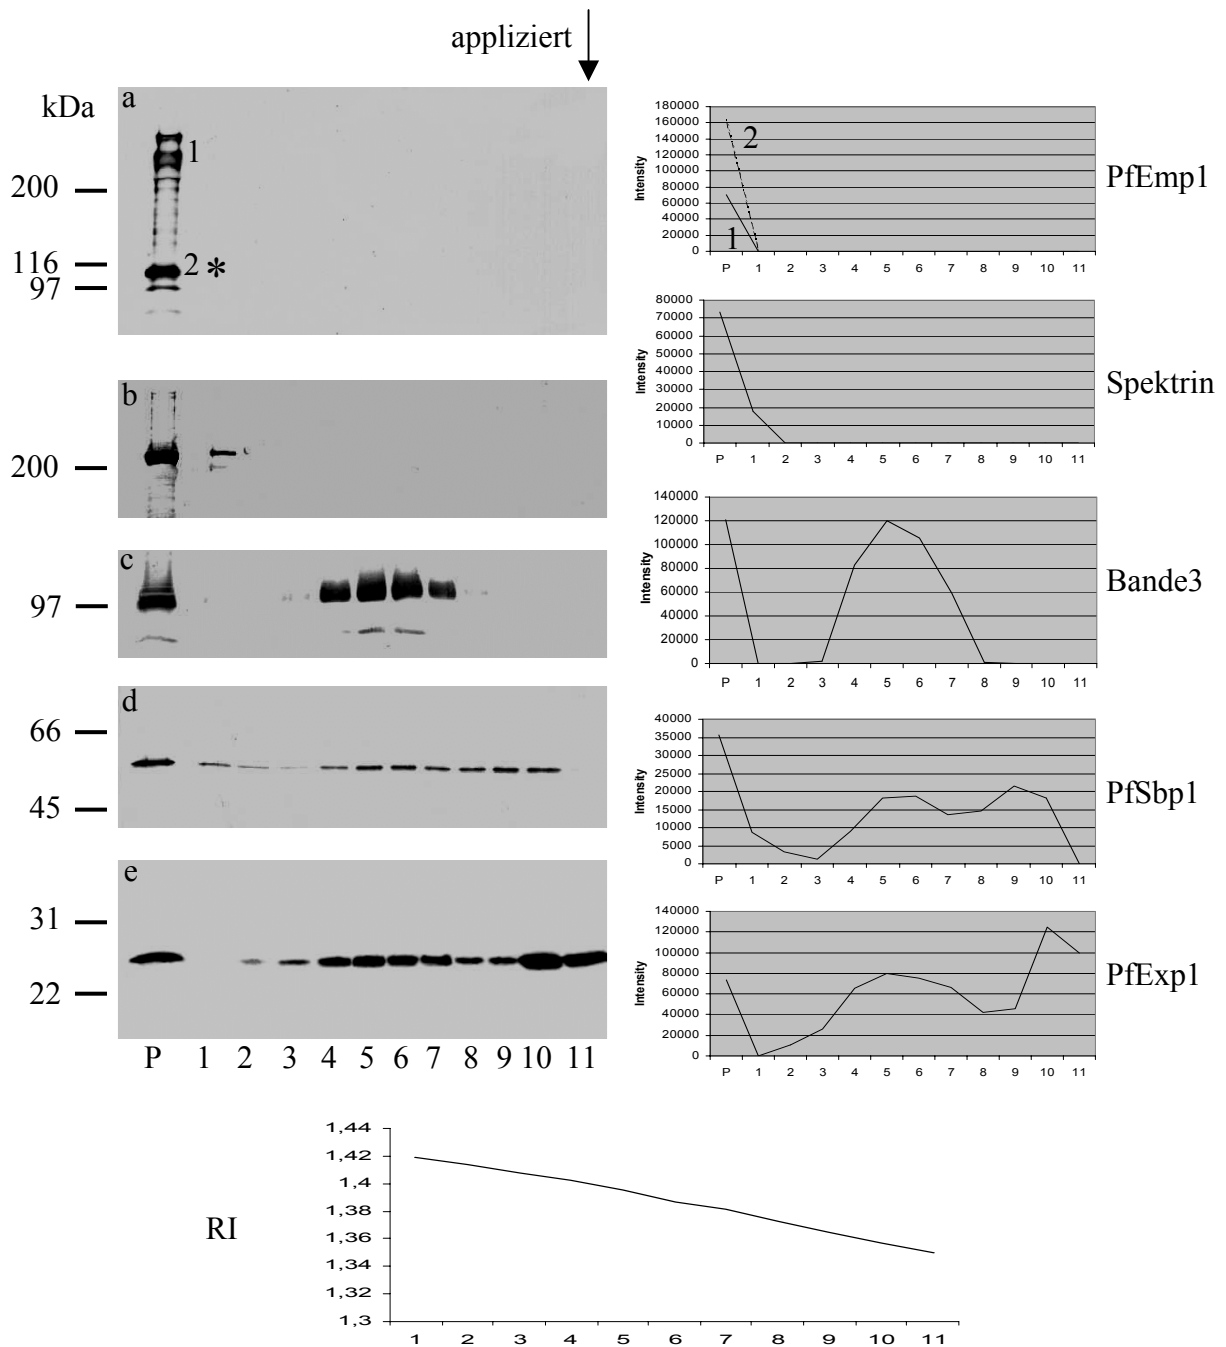 appliziert
kDa
a
1
200
116
2 *
97
b
200
c
97
d
66
45
e
31
22
P 1 2 3 4 5 6 7 8 9 10 11
180000
160000
140000
120000
100000
80000
60000
40000
20000
0
Intensity
2
1
P 1 2 3 4 5 6 7 8 9 10 11
PfEmp1
80000
70000
60000
50000
40000
30000
20000
10000
0
Intensity
P 1 2 3 4 5 6 7 8 9 10 11
Spektrin
140000
120000
100000
80000
60000
40000
20000
0
Intensity
P 1 2 3 4 5 6 7 8 9 10 11
Bande3
40000
35000
30000
25000
20000
15000
10000
5000
0
Intensity
P 1 2 3 4 5 6 7 8 9 10 11
PfSbp1
140000
120000
100000
80000
60000
40000
20000
0
Intensity
P 1 2 3 4 5 6 7 8 9 10 11
PfExp1
RI
1,44
1,42
1,4
1,38
1,36
1,34
1,32
1,3
1 2 3 4 5 6 7 8 9 10 11